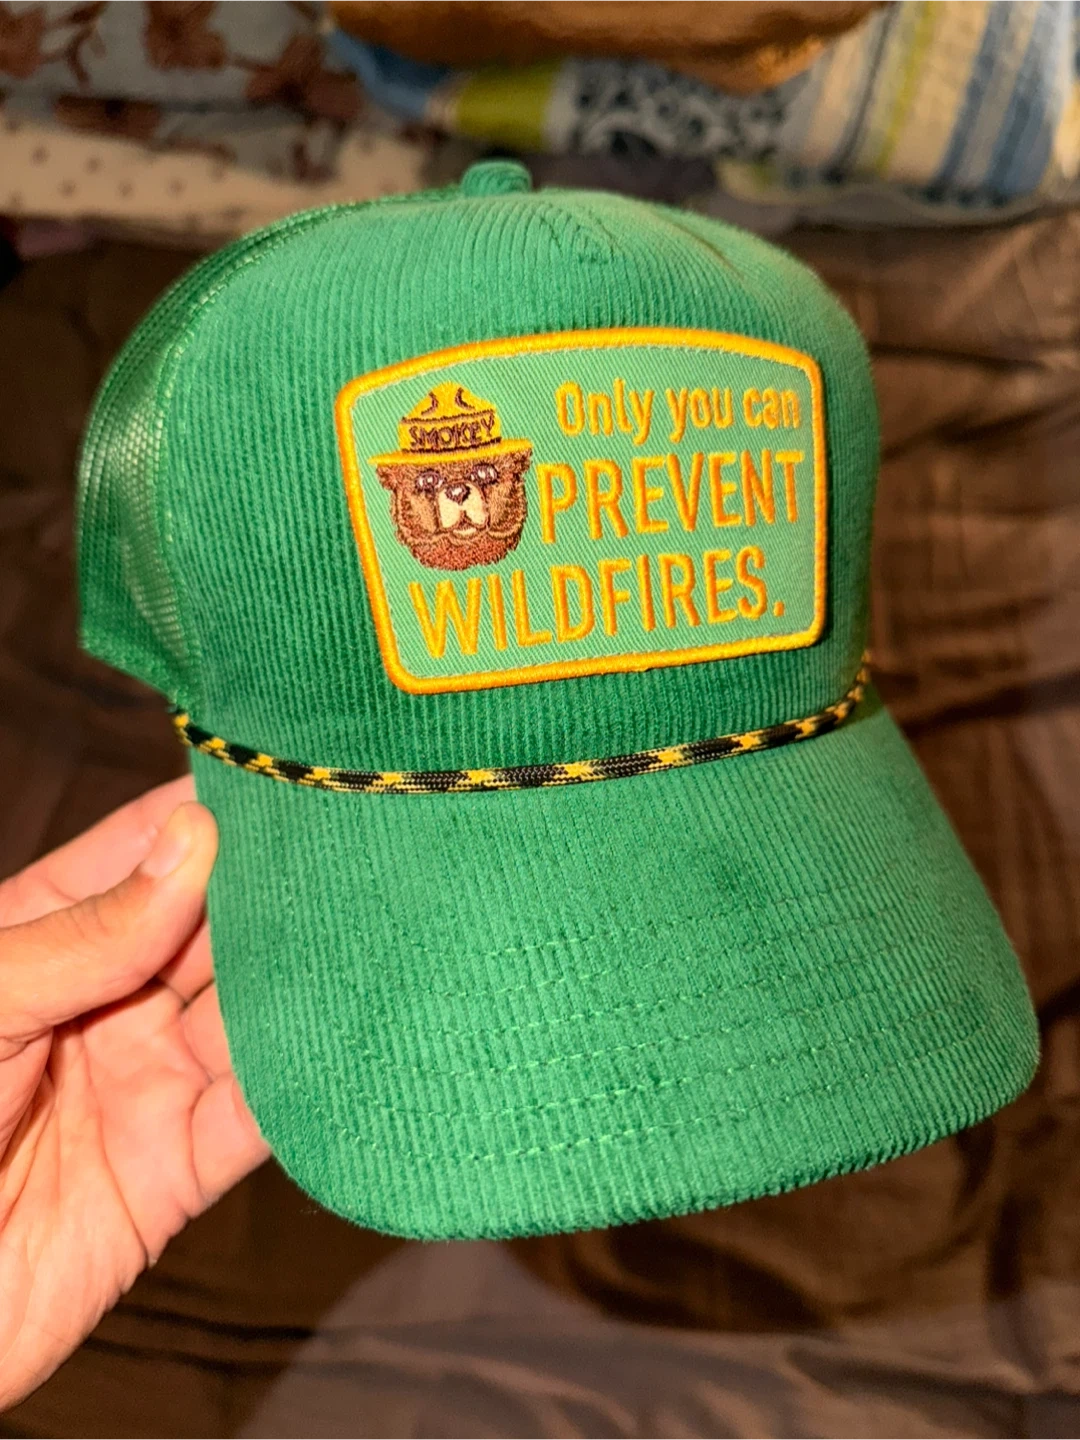 SMOKEY
Only you can
PREVENT
WILDFIRES.